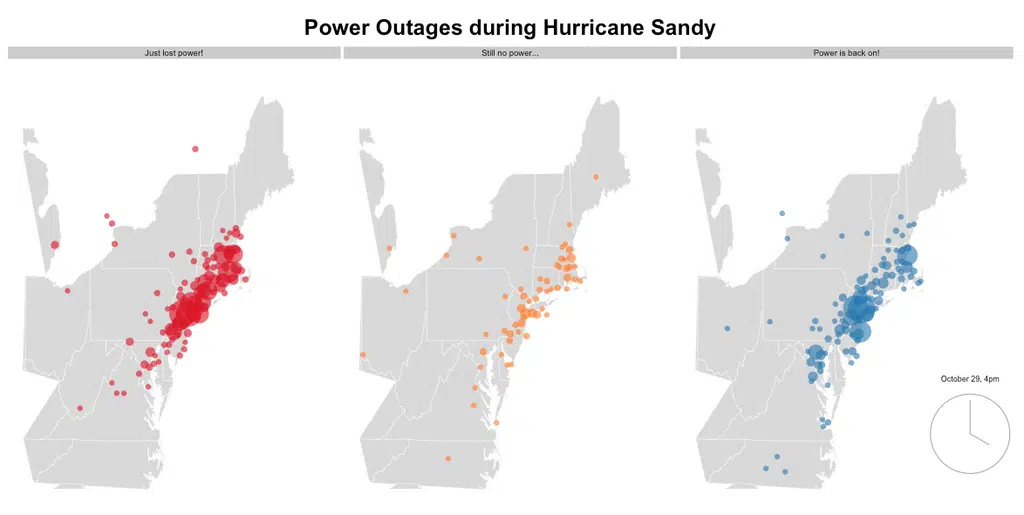 Power Outages during Hurricane Sandy
Just lost power!
Still no power...
Power is back on!
October 29, 4pm